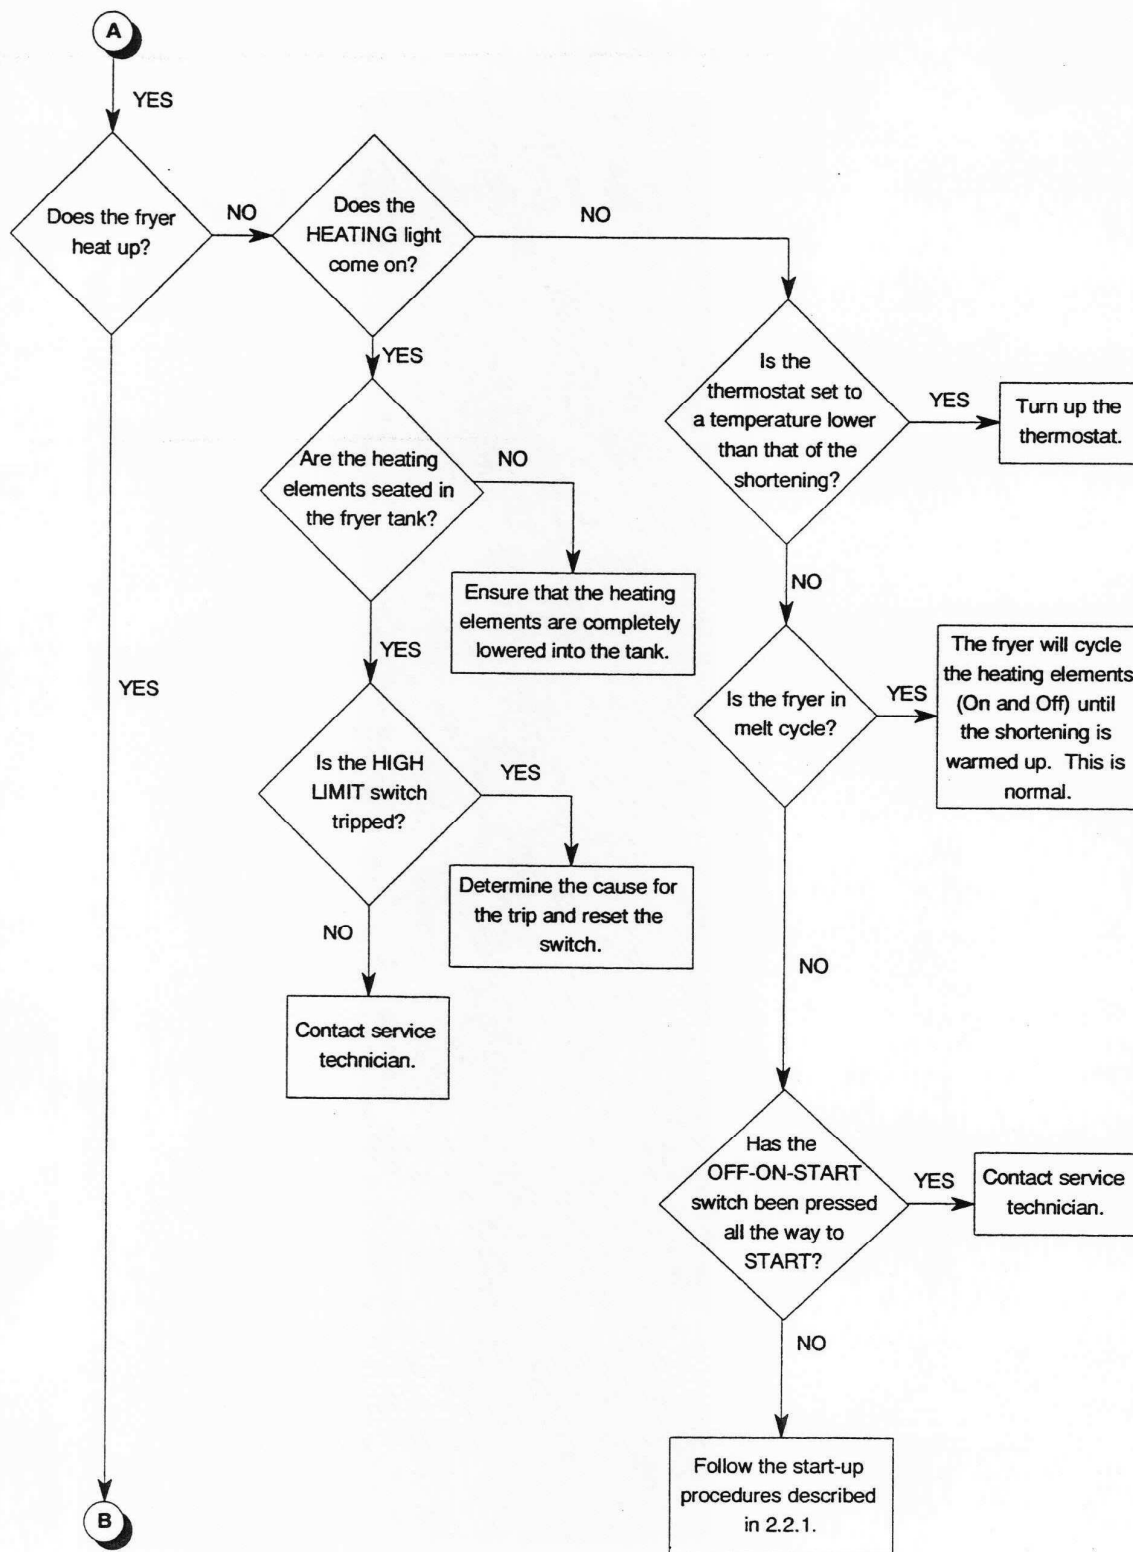 A
YES
Does the fryer
heat up?
NO
Does the
HEATING light
come on?
NO
YES
Is the
thermostat set to
a temperature lower
than that of the
shortening?
YES
Turn up the
thermostat.
Are the heating
elements seated in
the fryer tank?
NO
Ensure that the heating
elements are completely
lowered into the tank.
NO
YES
YES
Is the fryer in
melt cycle?
YES
The fryer will cycle
the heating elements
(On and Off) until
the shortening is
warmed up. This is
normal.
Is the HIGH
LIMIT switch
tripped?
YES
Determine the cause for
the trip and reset the
switch.
NO
Contact service
technician.
NO
Has the
OFF-ON-START
switch been pressed
all the way to
START?
YES
Contact service
technician.
NO
Follow the start-up
procedures described
in 2.2.1.
B